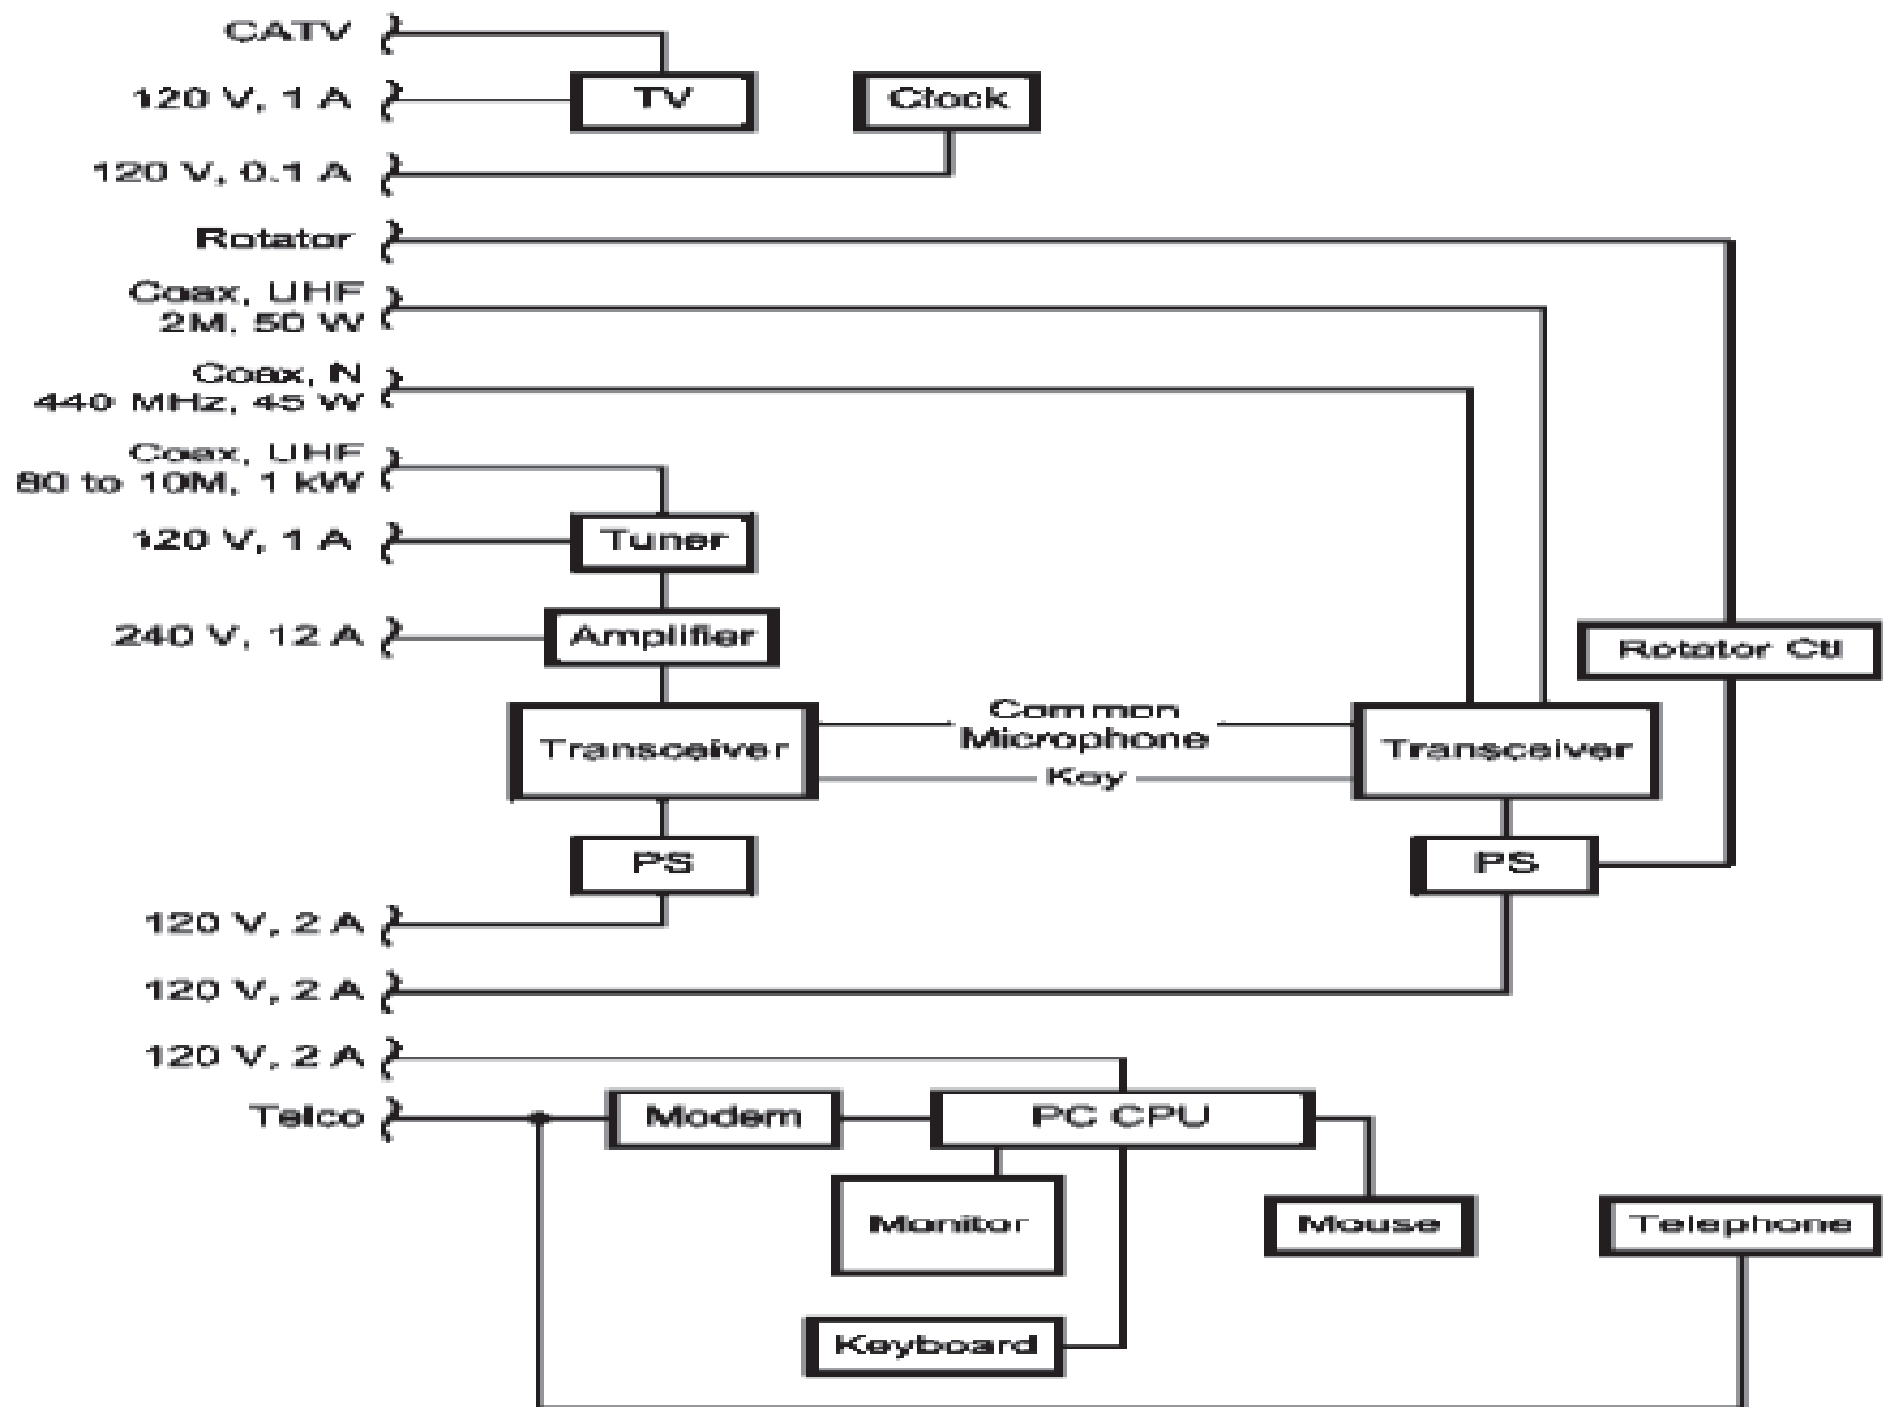 CATV
120 V, 1 A
TV
Clock
120 V, 0.1 A
Rotator
Coax, UHF
2M, 50 W
Coax, N
440 MHz, 45 W
Coax, UHF
80 to 10M, 1 kW
120 V, 1 A
Tuner
240 V, 12 A
Amplifier
Rotator Ctl
Transceiver
Common
Microphone
Key
Transceiver
PS
PS
120 V, 2 A
120 V, 2 A
120 V, 2 A
Telco
Modem
PC CPU
Monitor
Mouse
Telephone
Keyboard